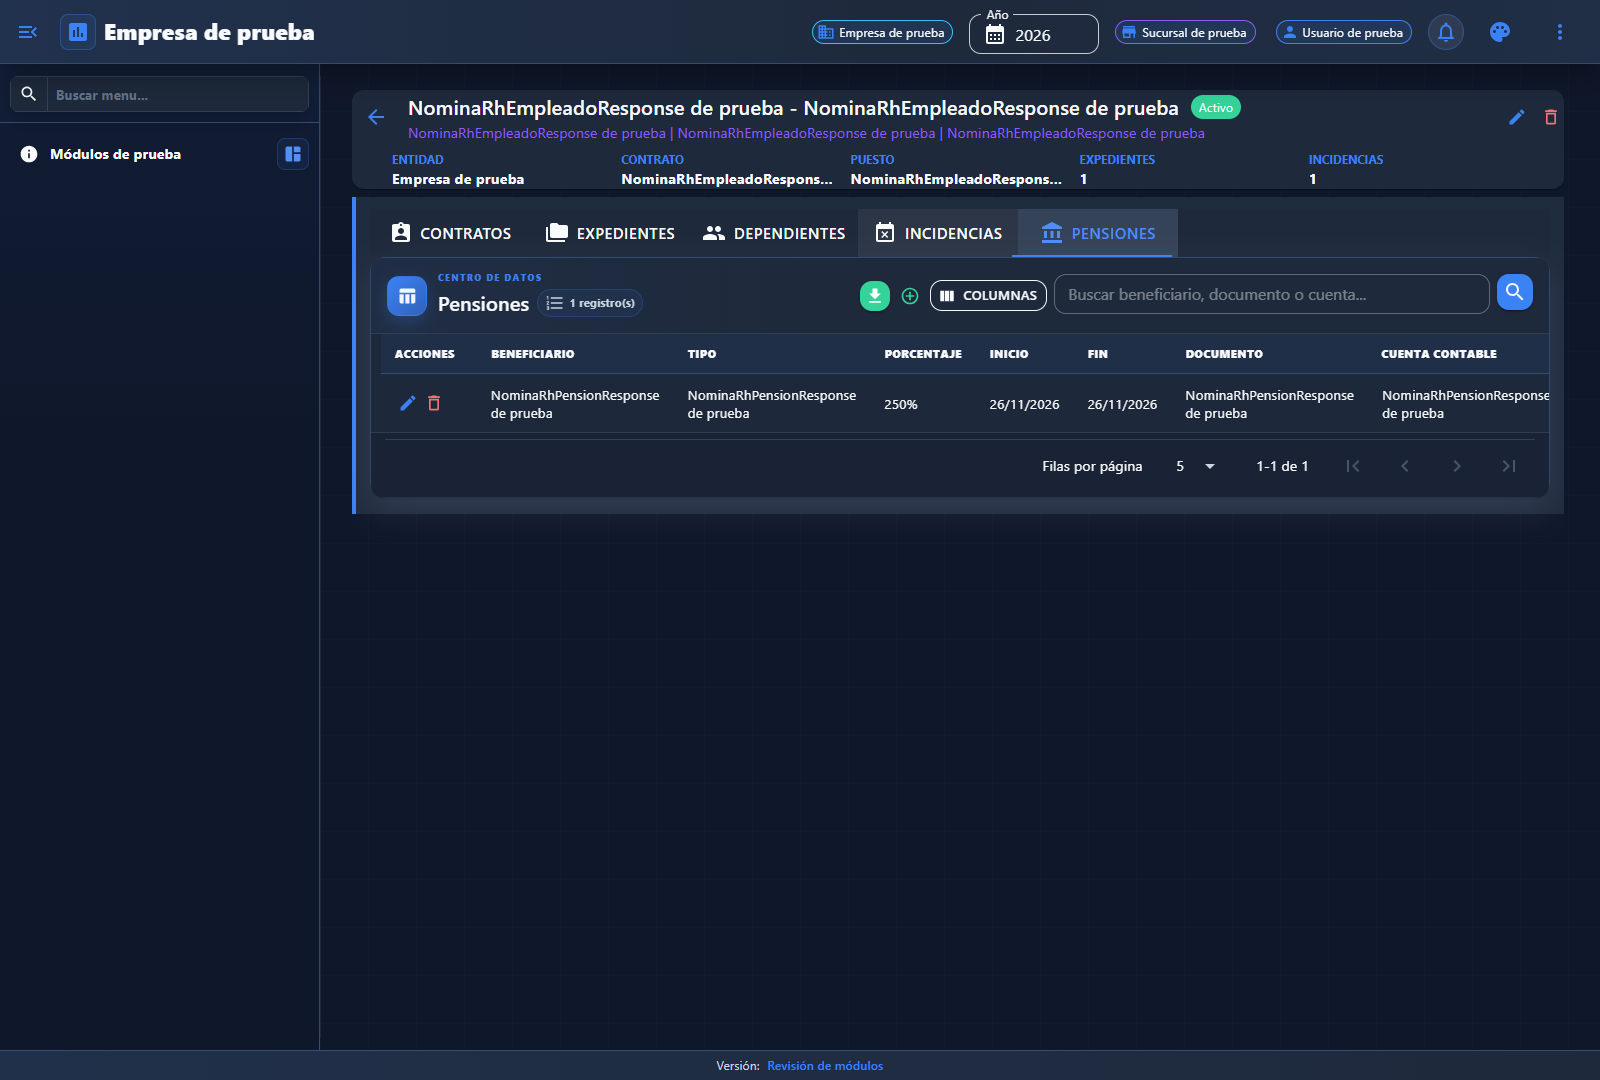 Empresa de prueba
Empresa de prueba
Año
2026
Sucursal de prueba
Usuario de prueba
Buscar menu...
Módulos de prueba
NominaRhEmpleadoResponse de prueba - NominaRhEmpleadoResponse de prueba
Activo
NominaRhEmpleadoResponse de prueba | NominaRhEmpleadoResponse de prueba | NominaRhEmpleadoResponse de prueba
ENTIDAD
CONTRATO
PUESTO
EXPEDIENTES
INCIDENCIAS
Empresa de prueba
NominaRhEmpleadoRespons...
NominaRhEmpleadoRespons...
1
1
CONTRATOS
EXPEDIENTES
DEPENDIENTES
INCIDENCIAS
PENSIONES
CENTRO DE DATOS
Pensiones
1 registro(s)
COLUMNAS
Buscar beneficiario, documento o cuenta...
ACCIONES
BENEFICIARIO
TIPO
PORCENTAJE
INICIO
FIN
DOCUMENTO
CUENTA CONTABLE
NominaRhPensionResponse
de prueba
NominaRhPensionResponse
de prueba
250%
26/11/2026
26/11/2026
NominaRhPensionResponse
de prueba
NominaRhPensionResponse
de prueba
Filas por página
5
1-1 de 1
Versión: Revisión de módulos